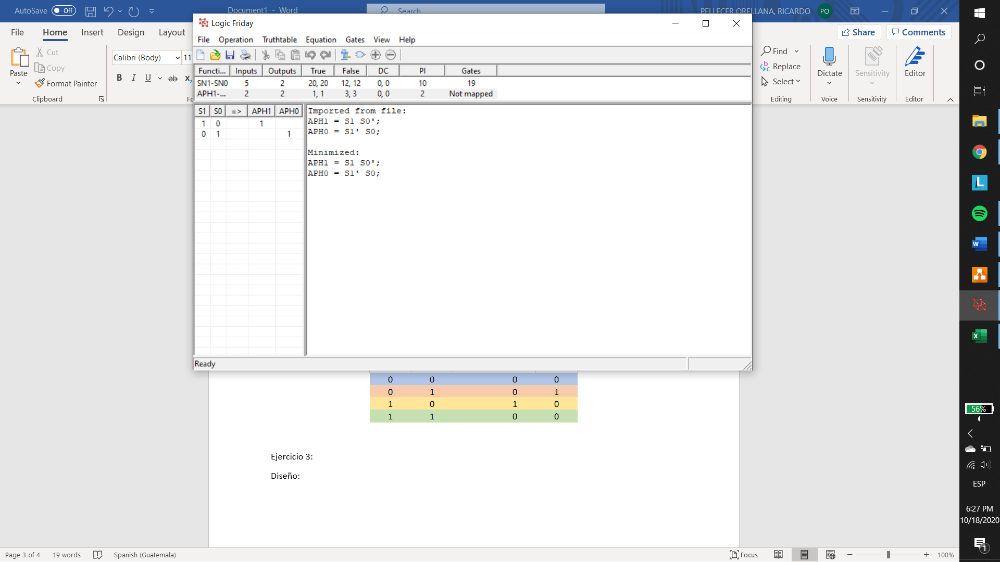 AutoSave Off Document1 - Word Search PELLECER ORELLANA, RICARDO PO
File Home Insert Design Layout Share Comments
Paste
Cut
Copy
Format Painter
Clipboard
Calibri (Body) 11
B I U ab x
Find
Replace
Select
Editing
Dictate
Voice
Sensitivity
Sensitivity
Editor
Editor
Logic Friday
File Operation Truthtable Equation Gates View Help
Functi... Inputs Outputs True False DC PI Gates
SN1-SN0 5 2 20, 20 12, 12 0, 0 10 19
APH1-... 2 2 1, 1 3, 3 0, 0 2 Not mapped
S1 S0 => APH1 APH0
1 0 1
0 1 1
Imported from file:
APH1 = S1 S0';
APH0 = S1' S0;
Minimized:
APH1 = S1 S0';
APH0 = S1' S0;
Ready
0 0 0 0
0 1 0 1
1 0 1 0
1 1 0 0
Ejercicio 3:
Diseño:
Page 3 of 4 19 words Spanish (Guatemala) Focus 100%
56%
ESP
6:27 PM
10/18/2020
1